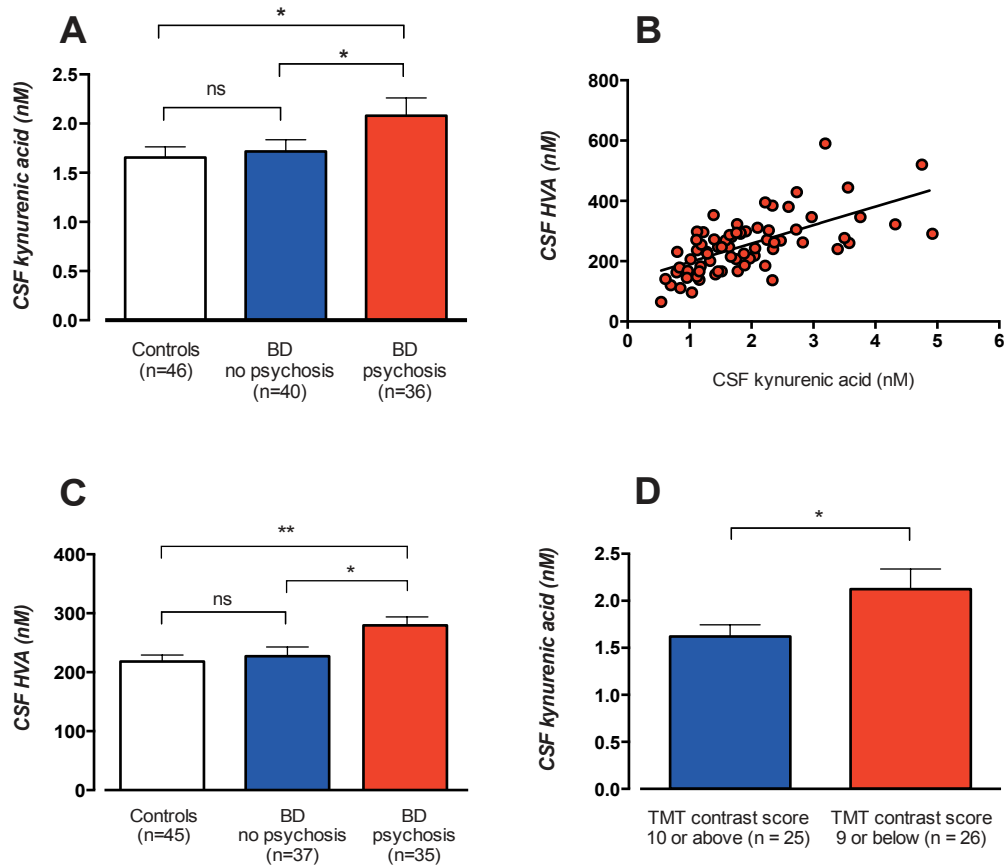 A
*
*
ns
CSF kynurenic acid (nM)
2.5
2.0
1.5
1.0
0.5
0.0
Controls
(n=46)
BD
no psychosis
(n=40)
BD
psychosis
(n=36)
B
CSF HVA
(nM)
800
600
400
200
0
0 1 2 3 4 5 6
CSF kynurenic acid (nM)
C
**
*
ns
CSF HVA (nM)
400
300
200
100
0
Controls
(n=45)
BD
no psychosis
(n=37)
BD
psychosis
(n=35)
D
*
CSF kynurenic acid (nM)
2.5
2.0
1.5
1.0
0.5
0.0
TMT contrast score
10 or above (n = 25)
TMT contrast score
9 or below (n = 26)